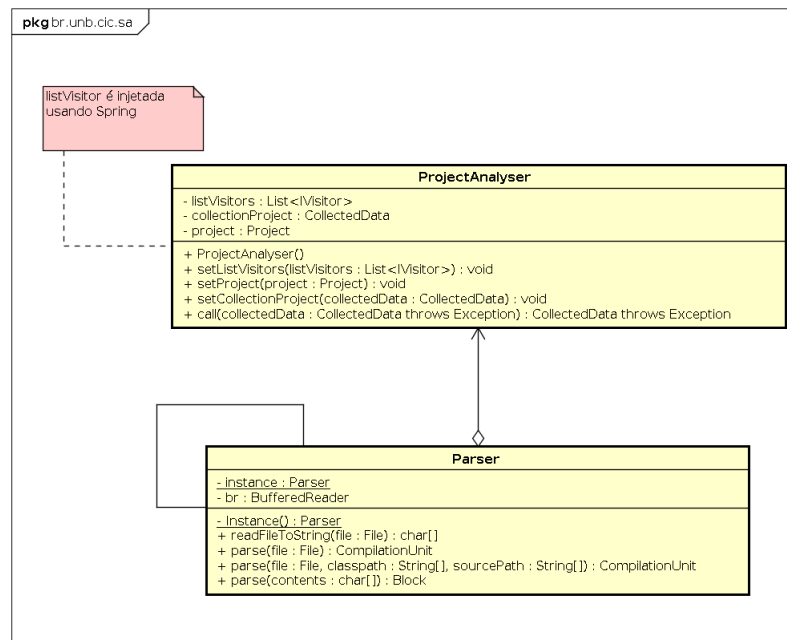 pkg br.unb.cic.sa
listVisitor é injetada
usando Spring
ProjectAnalyser
- listVisitors : List<IVisitor>
- collectionProject : CollectedData
- project : Project
+ ProjectAnalyser()
+ setListVisitors(listVisitors : List<IVisitor>) : void
+ setProject(project : Project) : void
+ setCollectionProject(collectedData : CollectedData) : void
+ call(collectedData : CollectedData throws Exception) : CollectedData throws Exception
Parser
- instance : Parser
- br : BufferedReader
- Instance() : Parser
+ readFileToString(file : File) : char[]
+ parse(file : File) : CompilationUnit
+ parse(file : File, classpath : String[], sourcePath : String[]) : CompilationUnit
+ parse(contents : char[]) : Block